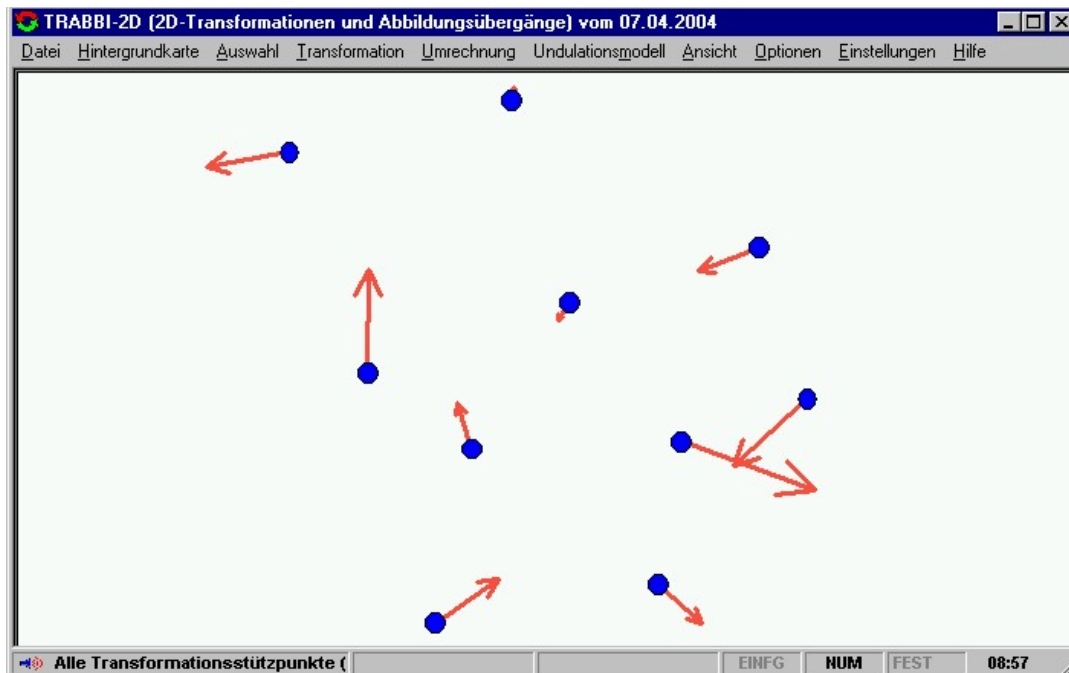 TRABBI-2D (2D-Transformationen und Abbildungsübergänge) vom 07.04.2004
Datei Hintergrundkarte Auswahl Transformation Umrechnung Undulationsmodell Ansicht Optionen Einstellungen Hilfe
Alle Transformationsstützpunkte ( EINFG NUM FEST 08:57